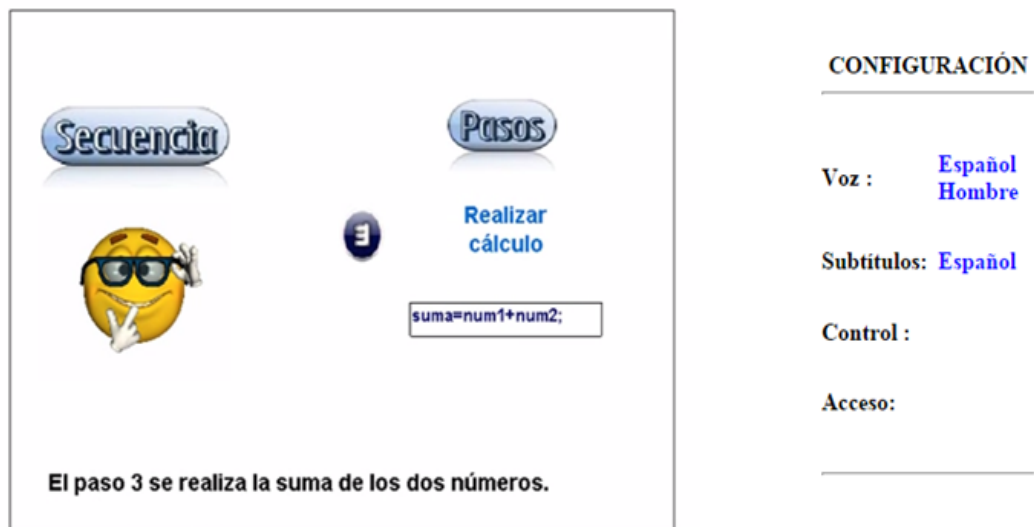 Secuencia
Pasos
3
Realizar
cálculo
suma=num1+num2;
El paso 3 se realiza la suma de los dos números.
CONFIGURACIÓN
Voz : Español
Hombre
Subtítulos: Español
Control :
Acceso: